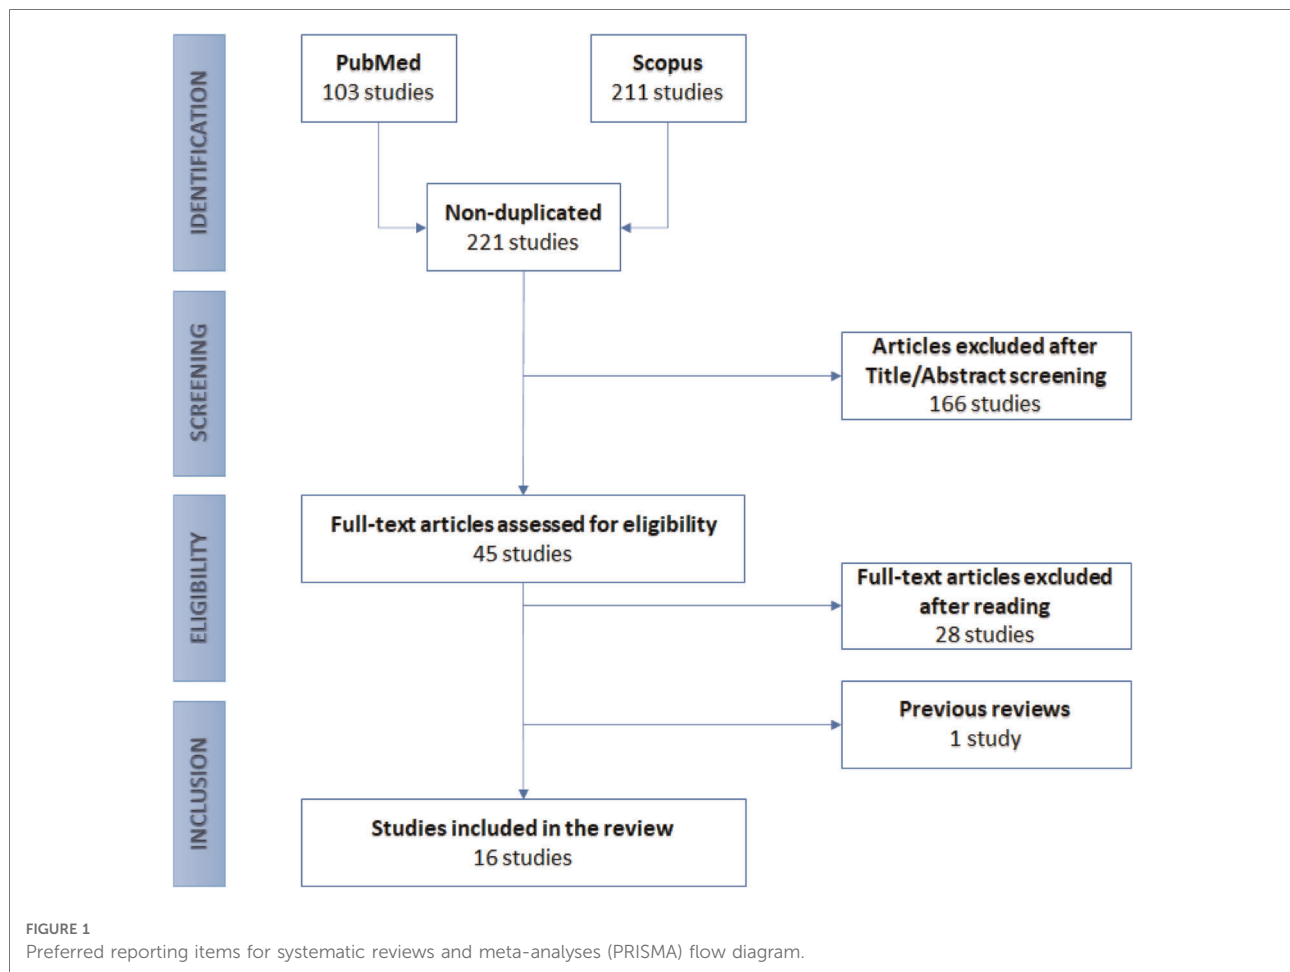 IDENTIFICATION
PubMed
103 studies
Scopus
211 studies
Non-duplicated
221 studies
SCREENING
Articles excluded after
Title/Abstract screening
166 studies
ELIGIBILITY
Full-text articles assessed for eligibility
45 studies
Full-text articles excluded
after reading
28 studies
INCLUSION
Previous reviews
1 study
Studies included in the review
16 studies
FIGURE 1
Preferred reporting items for systematic reviews and meta-analyses (PRISMA) flow diagram.